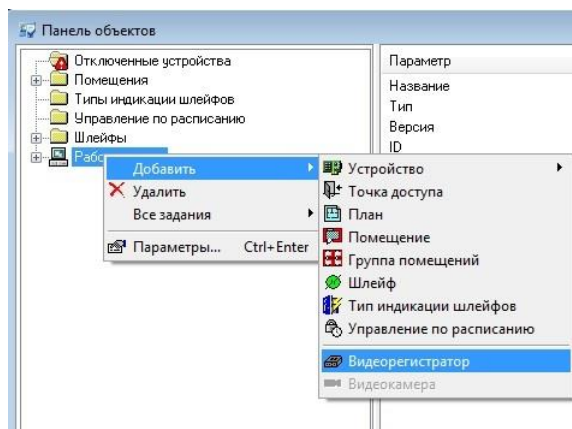 Панель объектов
Отключенные устройства
Помещения
Типы индикации шлейфов
Управление по расписанию
Шлейфы
Параметр
Название
Тип
Версия
ID
Добавить
Удалить
Все задания
Параметры... Ctrl+Enter
Устройство
Точка доступа
План
Помещение
Группа помещений
Шлейф
Тип индикации шлейфов
Управление по расписанию
Видеорегистратор
Видеокамера